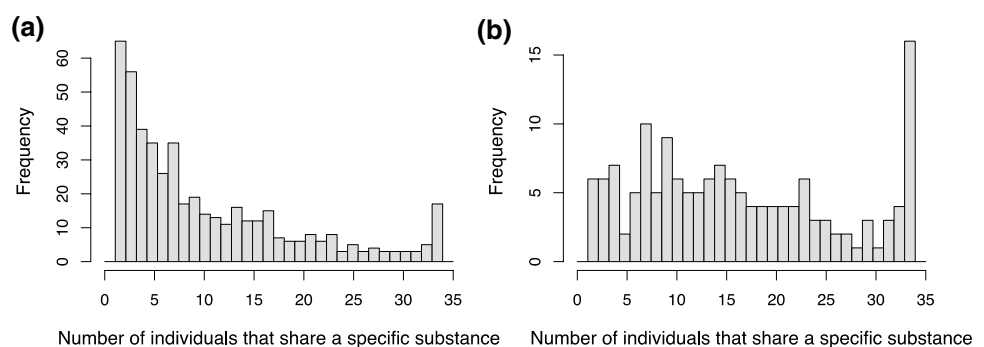 (a)
Frequency
60
50
40
30
20
10
0
0 5 10 15 20 25 30 35
Number of individuals that share a specific substance
(b)
Frequency
15
10
5
0
0 5 10 15 20 25 30 35
Number of individuals that share a specific substance